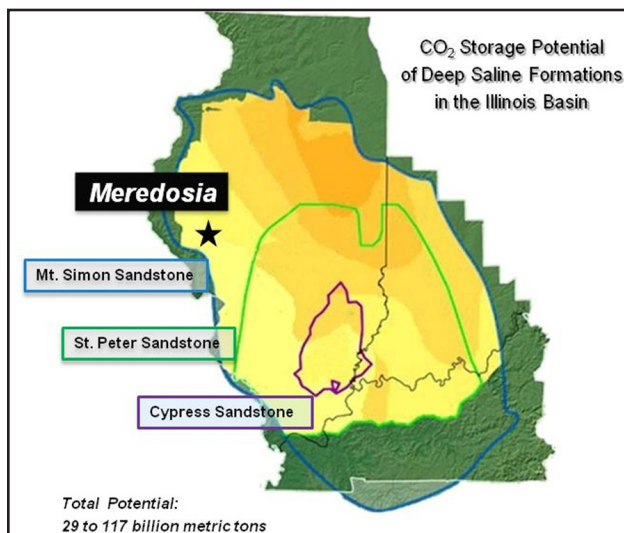 CO₂ Storage Potential
of Deep Saline Formations
in the Illinois Basin
Meredosia
Mt. Simon Sandstone
St. Peter Sandstone
Cypress Sandstone
Total Potential:
29 to 117 billion metric tons